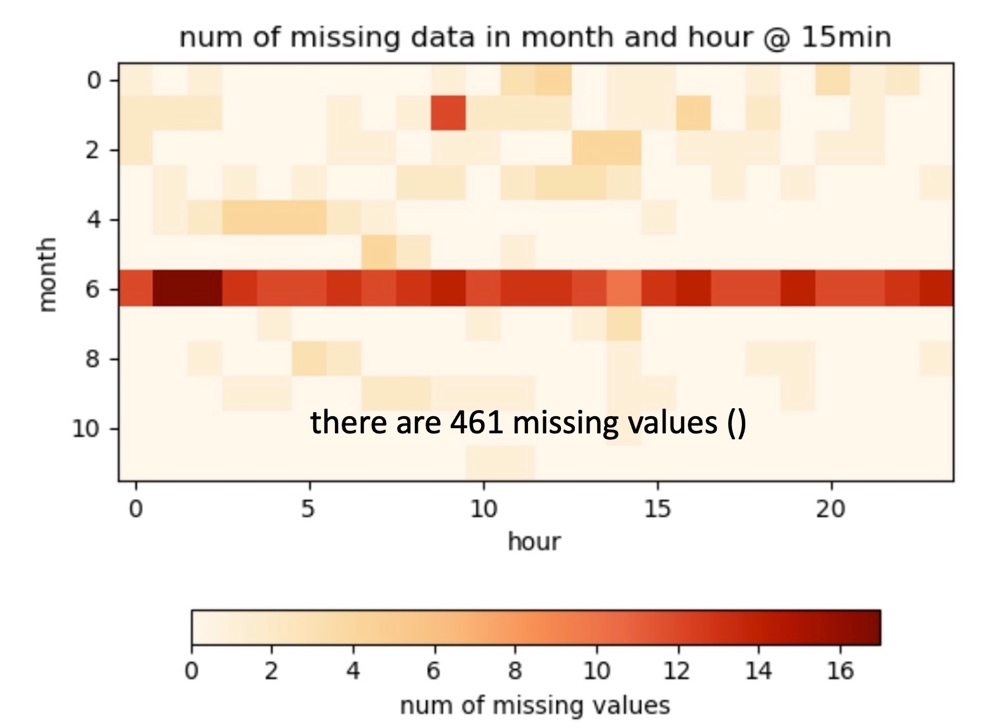 num of missing data in month and hour @ 15min
0
2
4
6
8
10
month
there are 461 missing values ()
0 5 10 15 20
hour
0 2 4 6 8 10 12 14 16
num of missing values